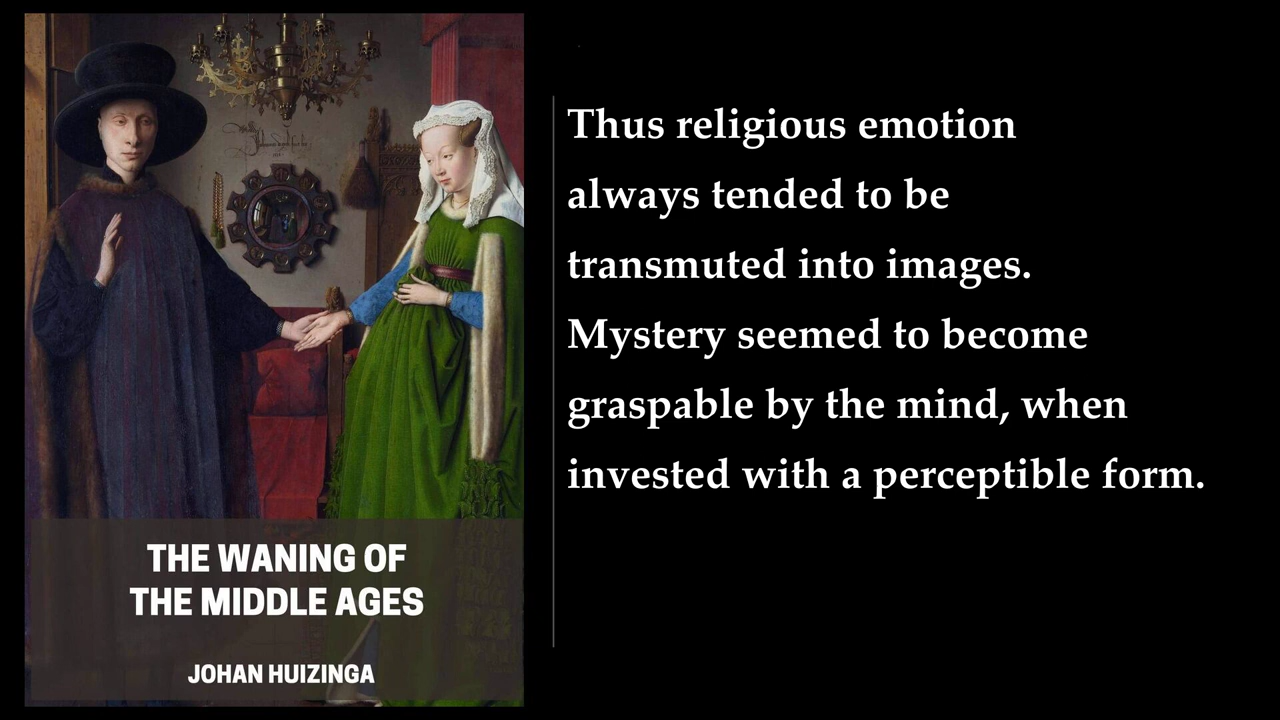 THE WANING OF
THE MIDDLE AGES
JOHAN HUIZINGA
Thus religious emotion
always tended to be
transmuted into images.
Mystery seemed to become
graspable by the mind, when
invested with a perceptible form.